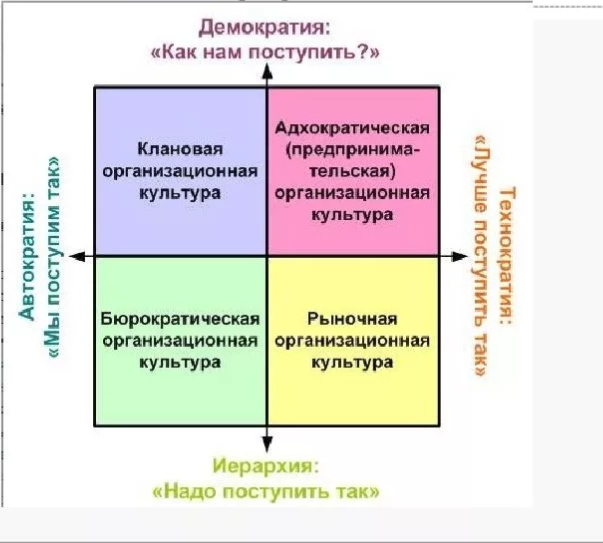 Демократия:
«Как нам поступить?»
Клановая
организационная
культура
Адхократическая
(предпринима-
тельская)
организационная
культура
Автократия:
«Мы поступим так»
Технократия:
«Лучше поступить так»
Бюрократическая
организационная
культура
Рыночная
организационная
культура
Иерархия:
«Надо поступить так»